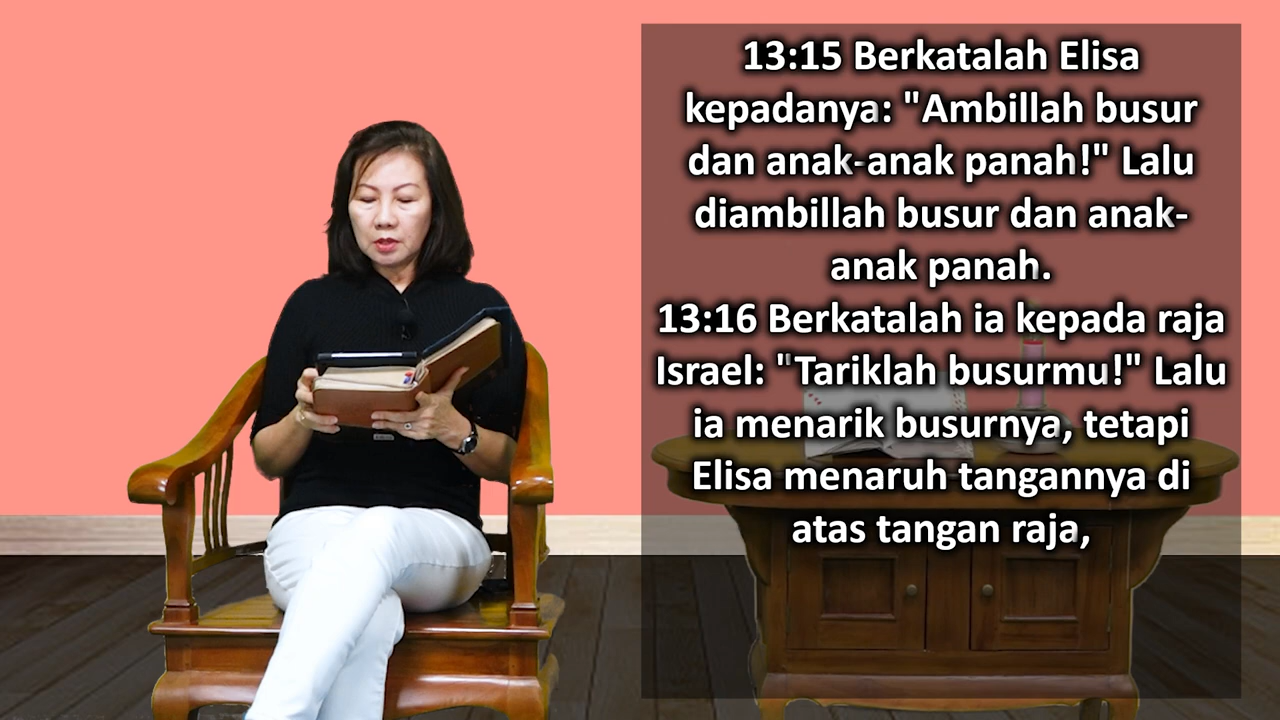 13:15 Berkatalah Elisa
kepadanya: "Ambillah busur
dan anak-anak panah!" Lalu
diambillah busur dan anak-
anak panah.
13:16 Berkatalah ia kepada raja
Israel: "Tariklah busurmu!" Lalu
ia menarik busurnya, tetapi
Elisa menaruh tangannya di
atas tangan raja,